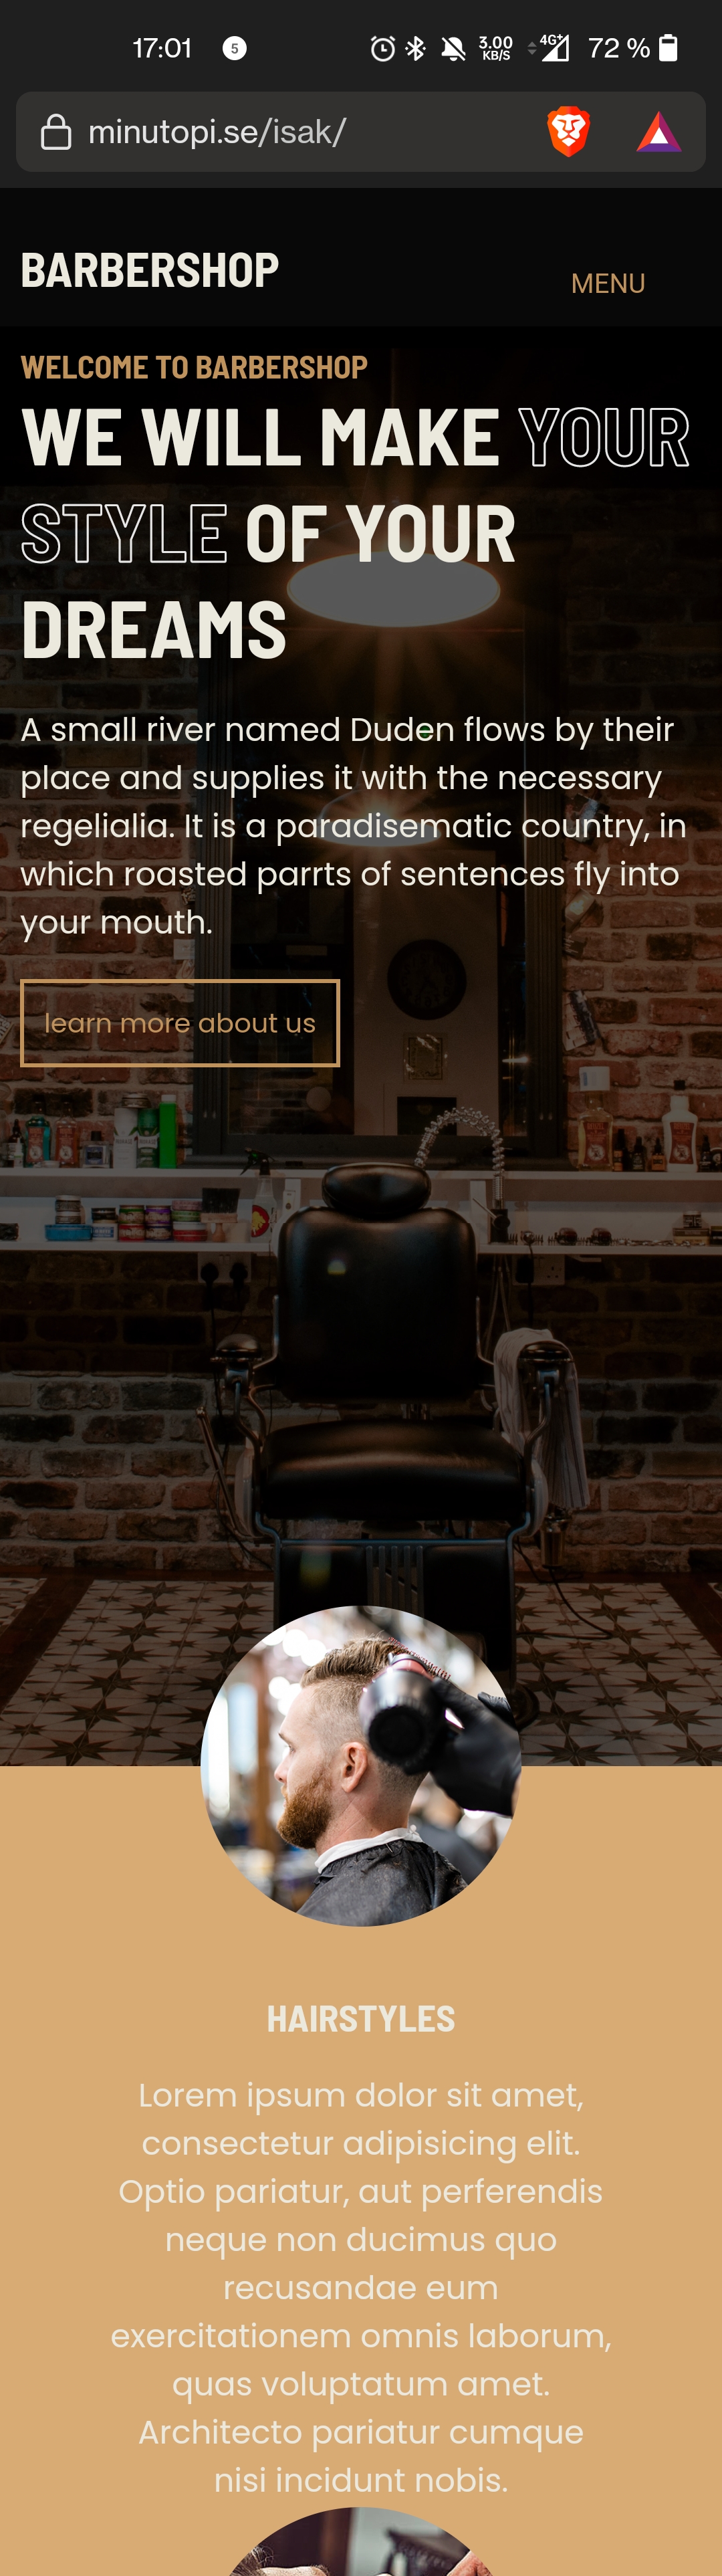 17:01
5
3.00
KB/S
4G+
72 %
minutopi.se/isak/
BARBERSHOP
MENU
WELCOME TO BARBERSHOP
WE WILL MAKE YOUR
STYLE OF YOUR
DREAMS
A small river named Duden flows by their
place and supplies it with the necessary
regelialia. It is a paradisematic country, in
which roasted parrts of sentences fly into
your mouth.
learn more about us
HAIRSTYLES
Lorem ipsum dolor sit amet,
consectetur adipisicing elit.
Optio pariatur, aut perferendis
neque non ducimus quo
recusandae eum
exercitationem omnis laborum,
quas voluptatum amet.
Architecto pariatur cumque
nisi incidunt nobis.